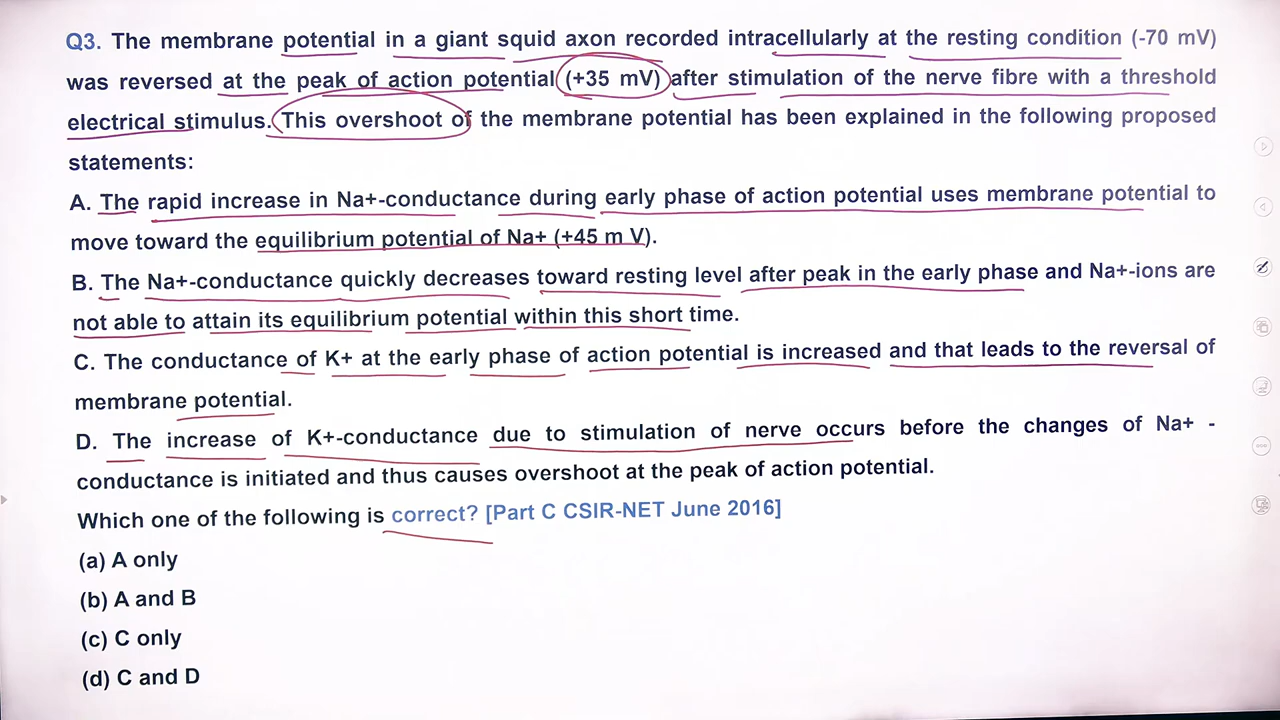 Q3. The membrane potential in a giant squid axon recorded intracellularly at the resting condition (-70 mV)
was reversed at the peak of action potential (+35 mV) after stimulation of the nerve fibre with a threshold
electrical stimulus. This overshoot of the membrane potential has been explained in the following proposed
statements:
A. The rapid increase in Na+-conductance during early phase of action potential uses membrane potential to
move toward the equilibrium potential of Na+ (+45 m V).
B. The Na+-conductance quickly decreases toward resting level after peak in the early phase and Na+-ions are
not able to attain its equilibrium potential within this short time.
C. The conductance of K+ at the early phase of action potential is increased and that leads to the reversal of
membrane potential.
D. The increase of K+-conductance due to stimulation of nerve occurs before the changes of Na+ -
conductance is initiated and thus causes overshoot at the peak of action potential.
Which one of the following is correct? [Part C CSIR-NET June 2016]
(a) A only
(b) A and B
(c) C only
(d) C and D